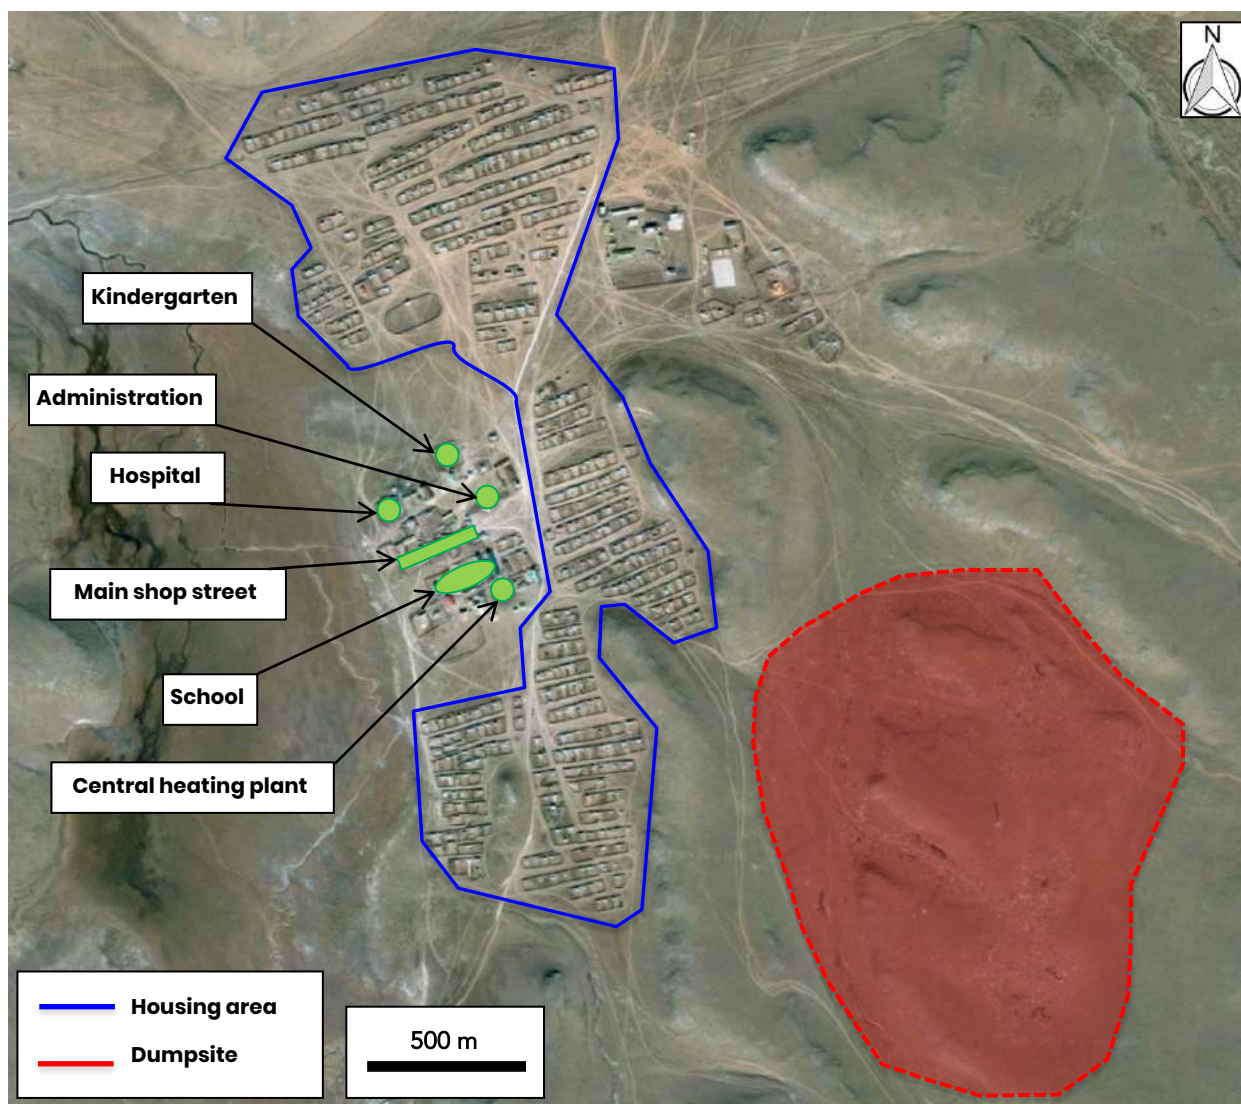 N
Kindergarten
Administration
Hospital
Main shop street
School
Central heating plant
Housing area
Dumpsite
500 m